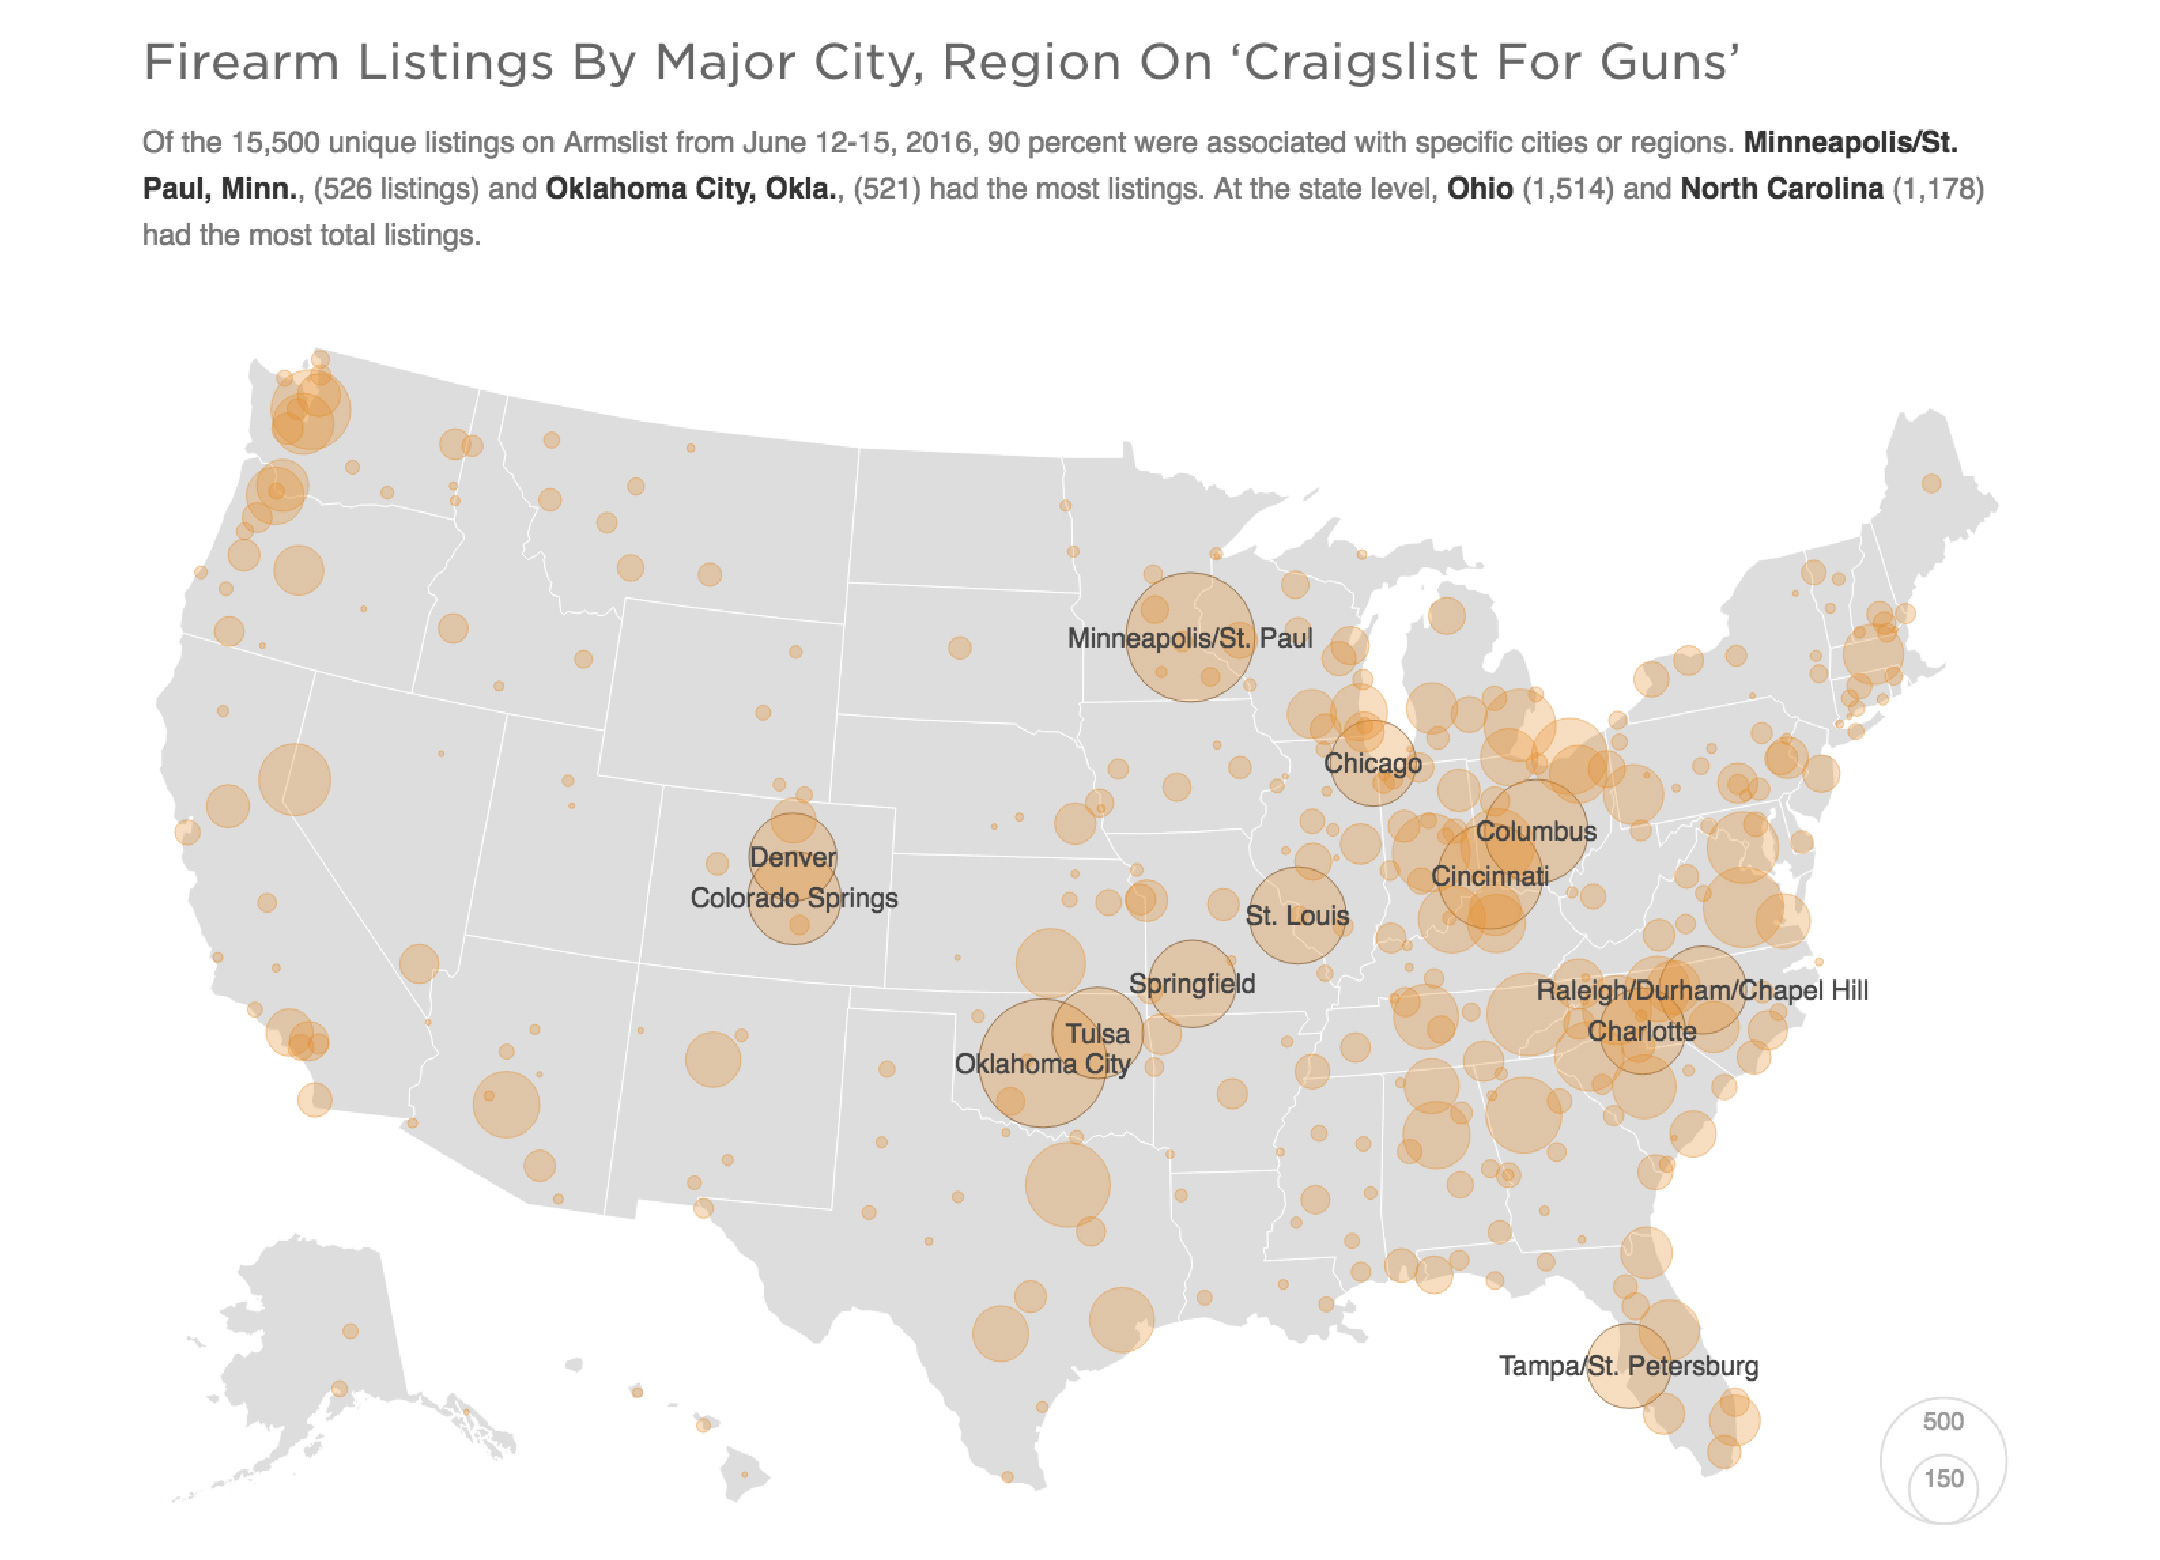 Firearm Listings By Major City, Region On ‘Craigslist For Guns’
Of the 15,500 unique listings on Armslist from June 12-15, 2016, 90 percent were associated with specific cities or regions. Minneapolis/St.
Paul, Minn., (526 listings) and Oklahoma City, Okla., (521) had the most listings. At the state level, Ohio (1,514) and North Carolina (1,178)
had the most total listings.
Minneapolis/St. Paul
Chicago
Columbus
Denver
Cincinnati
Colorado Springs
St. Louis
Springfield
Raleigh/Durham/Chapel Hill
Tulsa
Charlotte
Oklahoma City
Tampa/St. Petersburg
500
150